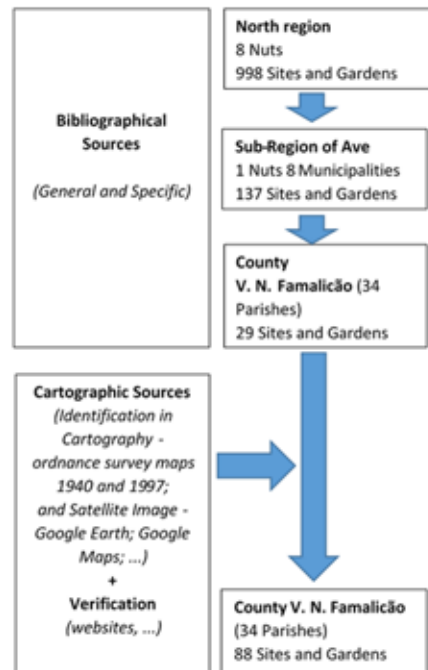 North region
8 Nuts
998 Sites and Gardens
Bibliographical
Sources
(General and Specific)
Sub-Region of Ave
1 Nuts 8 Municipalities
137 Sites and Gardens
County
V. N. Famalicão (34
Parishes)
29 Sites and Gardens
Cartographic Sources
(Identification in
Cartography -
ordnance survey maps
1940 and 1997;
and Satellite Image -
Google Earth; Google
Maps; ...)
+
Verification
(websites, ...)
County V. N. Famalicão
(34 Parishes)
88 Sites and Gardens